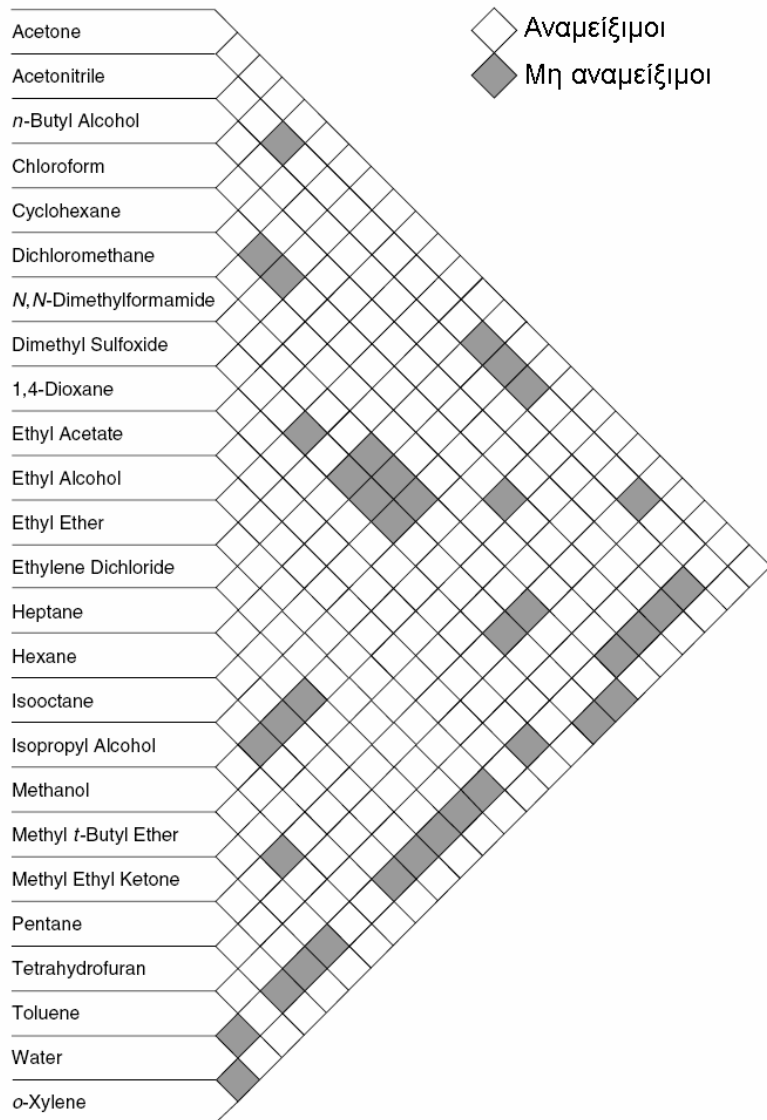 Αναμείξιμοι
Μη αναμείξιμοι
Acetone
Acetonitrile
n-Butyl Alcohol
Chloroform
Cyclohexane
Dichloromethane
N,N-Dimethylformamide
Dimethyl Sulfoxide
1,4-Dioxane
Ethyl Acetate
Ethyl Alcohol
Ethyl Ether
Ethylene Dichloride
Heptane
Hexane
Isooctane
Isopropyl Alcohol
Methanol
Methyl t-Butyl Ether
Methyl Ethyl Ketone
Pentane
Tetrahydrofuran
Toluene
Water
o-Xylene